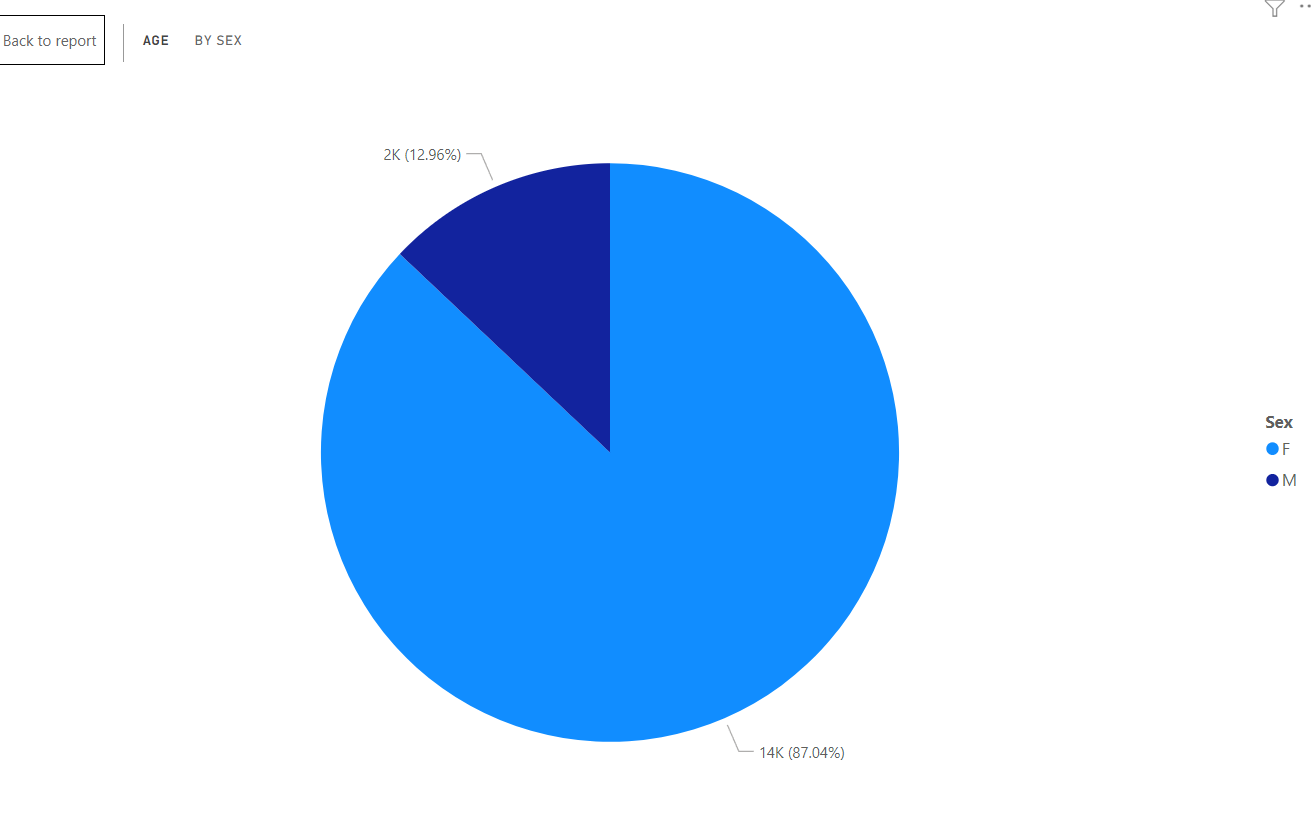 Back to report
AGE BY SEX
2K (12.96%)
Sex
F
M
14K (87.04%)